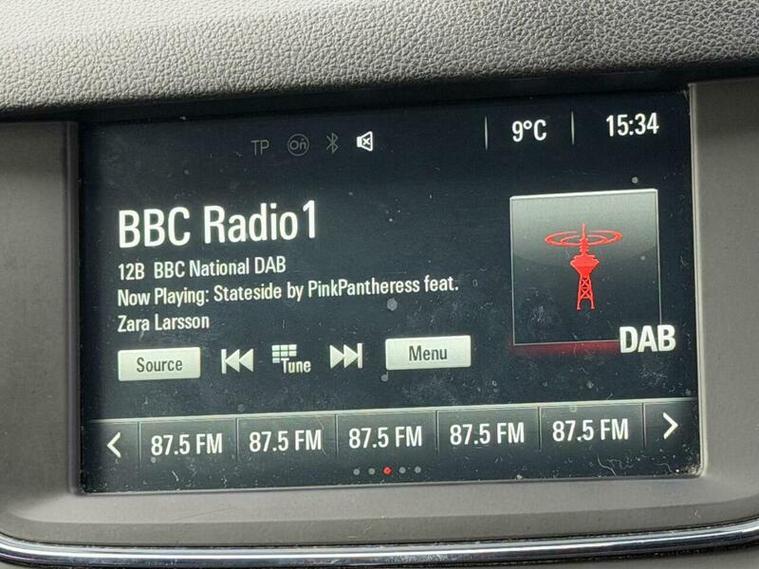 TP On 9°C 15:34
BBC Radio1
12B BBC National DAB
Now Playing: Stateside by PinkPantheress feat.
Zara Larsson
DAB
Source Tune Menu
87.5 FM 87.5 FM 87.5 FM 87.5 FM 87.5 FM